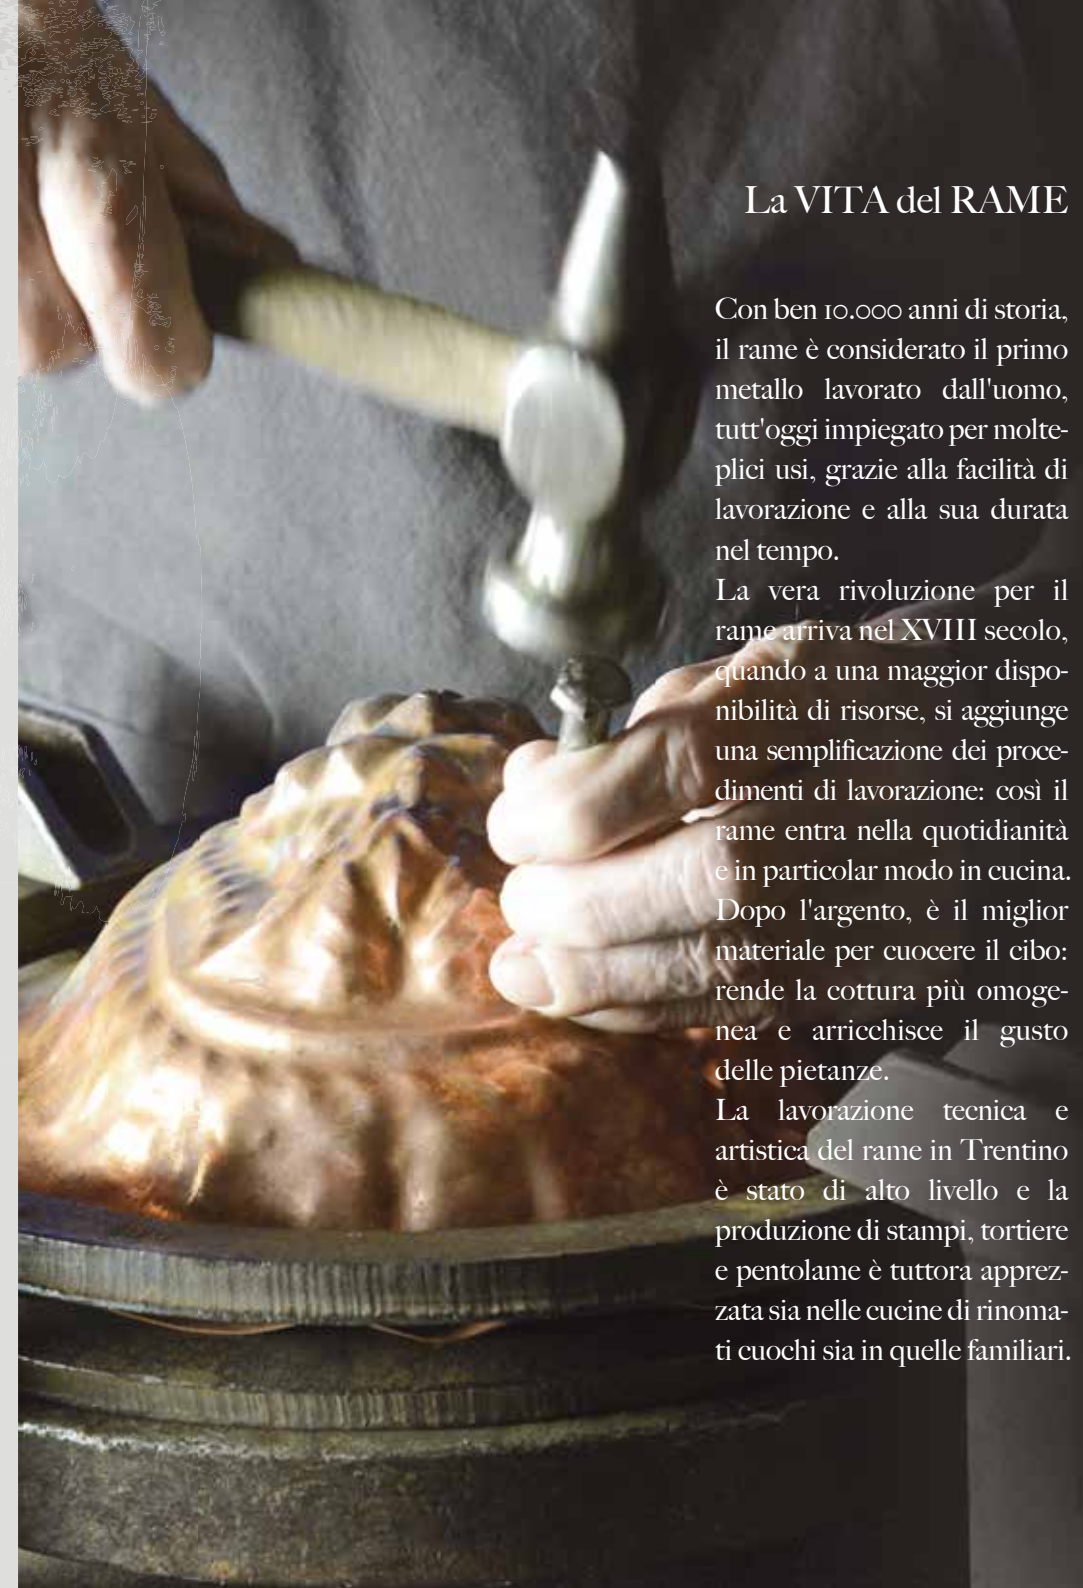 La VITA del RAME
Con ben 10.000 anni di storia,
il rame è considerato il primo
metallo lavorato dall'uomo,
tutt'oggi impiegato per molte-
plici usi, grazie alla facilità di
lavorazione e alla sua durata
nel tempo.
La vera rivoluzione per il
rame arriva nel XVIII secolo,
quando a una maggior dispo-
nibilità di risorse, si aggiunge
una semplificazione dei proce-
dimenti di lavorazione: così il
rame entra nella quotidianità
e in particolar modo in cucina.
Dopo l'argento, è il miglior
materiale per cuocere il cibo:
rende la cottura più omoge-
nea e arricchisce il gusto
delle pietanze.
La lavorazione tecnica e
artistica del rame in Trentino
è stato di alto livello e la
produzione di stampi, tortiere
e pentolame è tuttora apprez-
zata sia nelle cucine di rinoma-
ti cuochi sia in quelle familiari.